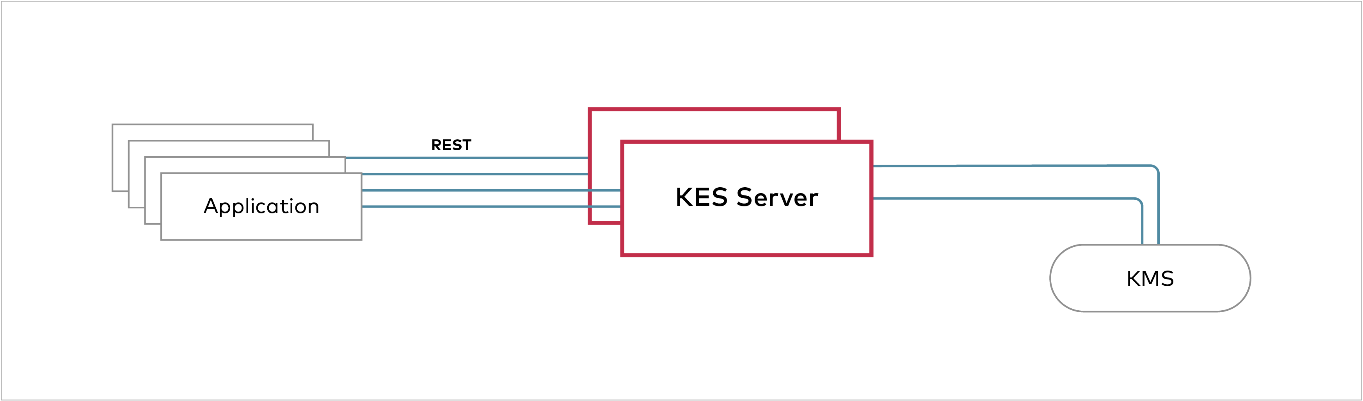 REST
Application
KES Server
KMS